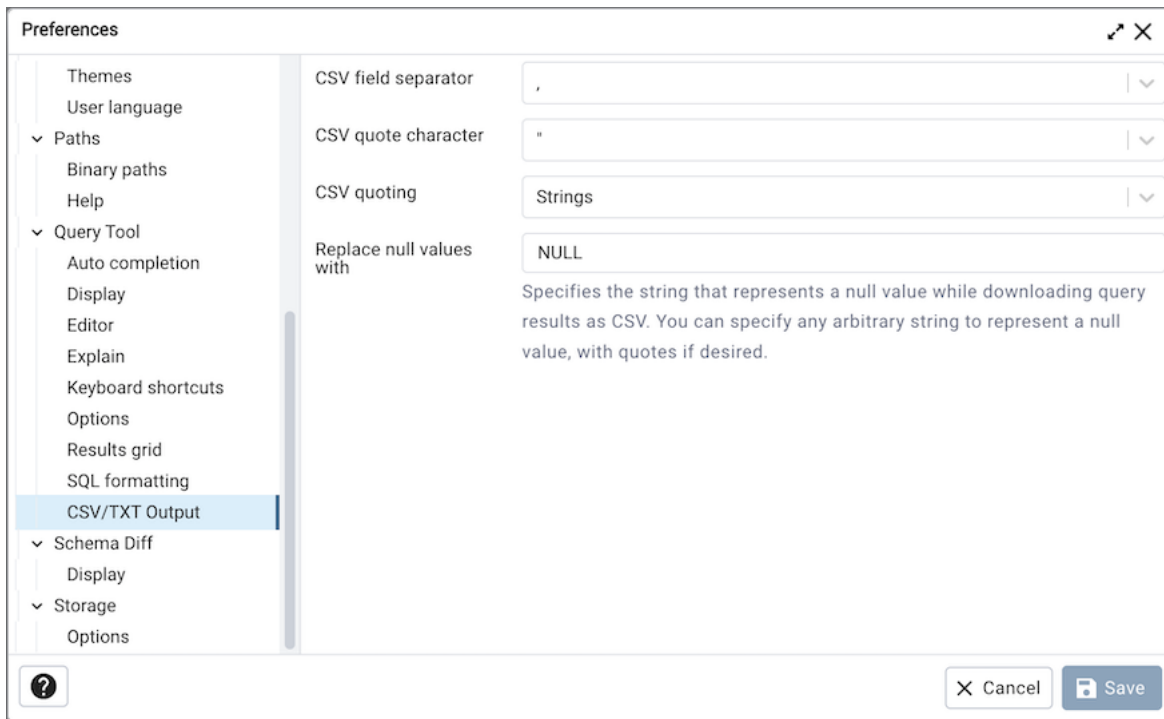 Preferences
Themes
User language
Paths
Binary paths
Help
Query Tool
Auto completion
Display
Editor
Explain
Keyboard shortcuts
Options
Results grid
SQL formatting
CSV/TXT Output
Schema Diff
Display
Storage
Options
CSV field separator
,
CSV quote character
"
CSV quoting
Strings
Replace null values
with
NULL
Specifies the string that represents a null value while downloading query
results as CSV. You can specify any arbitrary string to represent a null
value, with quotes if desired.
?
Cancel
Save